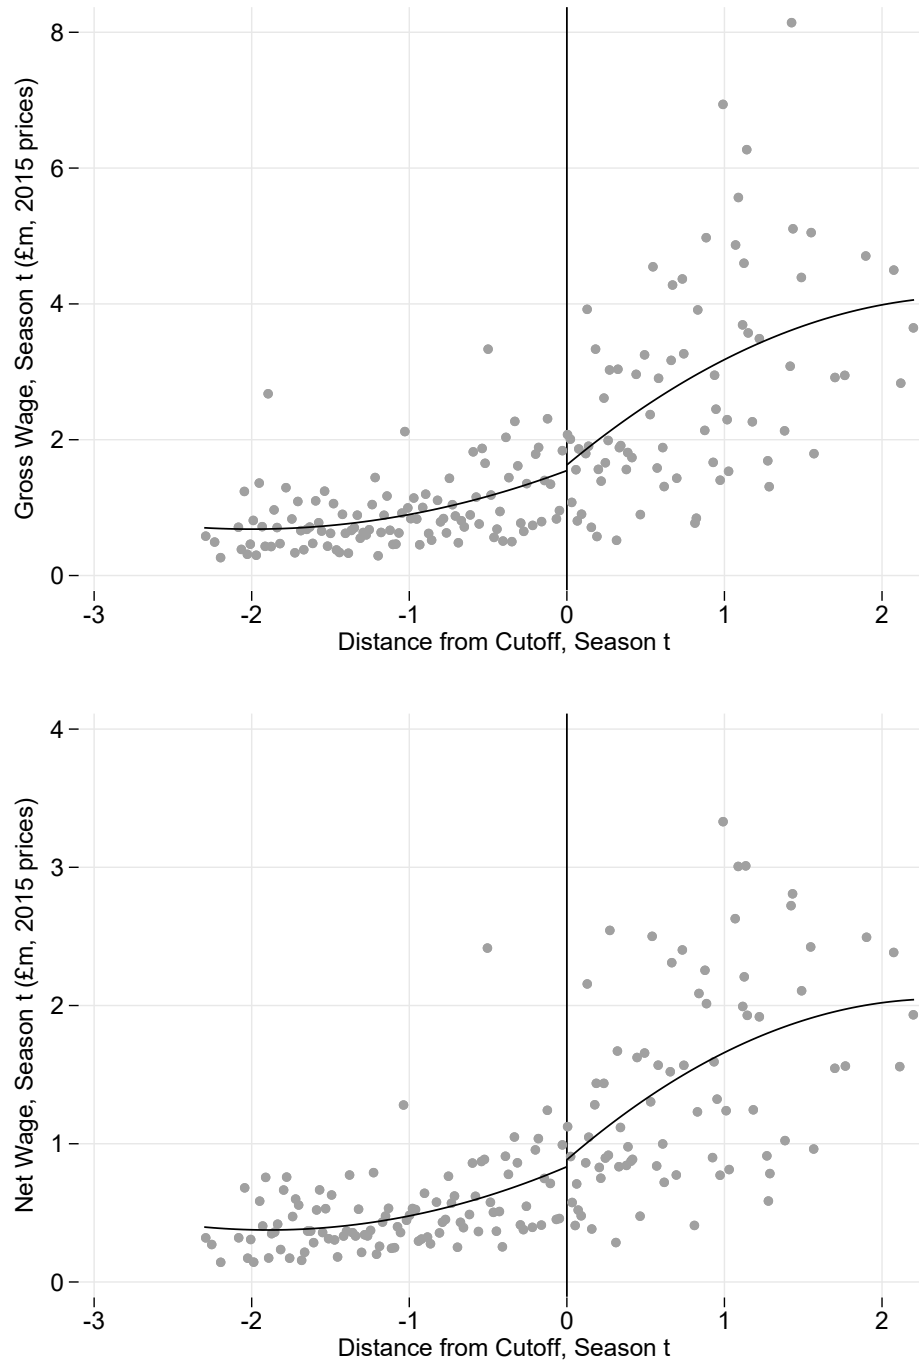 Gross Wage, Season t (£m, 2015 prices)
8
6
4
2
0
-3 -2 -1 0 1 2
Distance from Cutoff, Season t
Net Wage, Season t (£m, 2015 prices)
4
3
2
1
0
-3 -2 -1 0 1 2
Distance from Cutoff, Season t